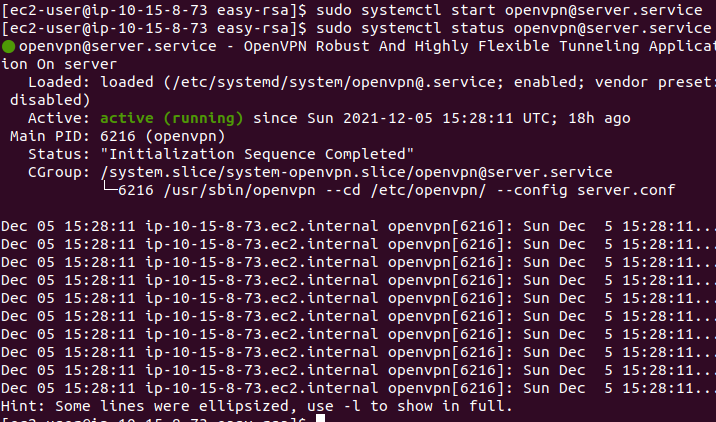 [ec2-user@ip-10-15-8-73 easy-rsa]$ sudo systemctl start openvpn@server.service
[ec2-user@ip-10-15-8-73 easy-rsa]$ sudo systemctl status openvpn@server.service
● openvpn@server.service - OpenVPN Robust And Highly Flexible Tunneling Applicat
ion On server
   Loaded: loaded (/etc/systemd/system/openvpn@.service; enabled; vendor preset:
 disabled)
   Active: active (running) since Sun 2021-12-05 15:28:11 UTC; 18h ago
 Main PID: 6216 (openvpn)
   Status: "Initialization Sequence Completed"
   CGroup: /system.slice/system-openvpn.slice/openvpn@server.service
           └─6216 /usr/sbin/openvpn --cd /etc/openvpn/ --config server.conf
Dec 05 15:28:11 ip-10-15-8-73.ec2.internal openvpn[6216]: Sun Dec  5 15:28:11...
Dec 05 15:28:11 ip-10-15-8-73.ec2.internal openvpn[6216]: Sun Dec  5 15:28:11...
Dec 05 15:28:11 ip-10-15-8-73.ec2.internal openvpn[6216]: Sun Dec  5 15:28:11...
Dec 05 15:28:11 ip-10-15-8-73.ec2.internal openvpn[6216]: Sun Dec  5 15:28:11...
Dec 05 15:28:11 ip-10-15-8-73.ec2.internal openvpn[6216]: Sun Dec  5 15:28:11...
Dec 05 15:28:11 ip-10-15-8-73.ec2.internal openvpn[6216]: Sun Dec  5 15:28:11...
Dec 05 15:28:11 ip-10-15-8-73.ec2.internal openvpn[6216]: Sun Dec  5 15:28:11...
Dec 05 15:28:11 ip-10-15-8-73.ec2.internal openvpn[6216]: Sun Dec  5 15:28:11...
Dec 05 15:28:11 ip-10-15-8-73.ec2.internal openvpn[6216]: Sun Dec  5 15:28:11...
Dec 05 15:28:11 ip-10-15-8-73.ec2.internal openvpn[6216]: Sun Dec  5 15:28:11...
Hint: Some lines were ellipsized, use -l to show in full.
[ec2-user@ip-10-15-8-73 easy-rsa]$